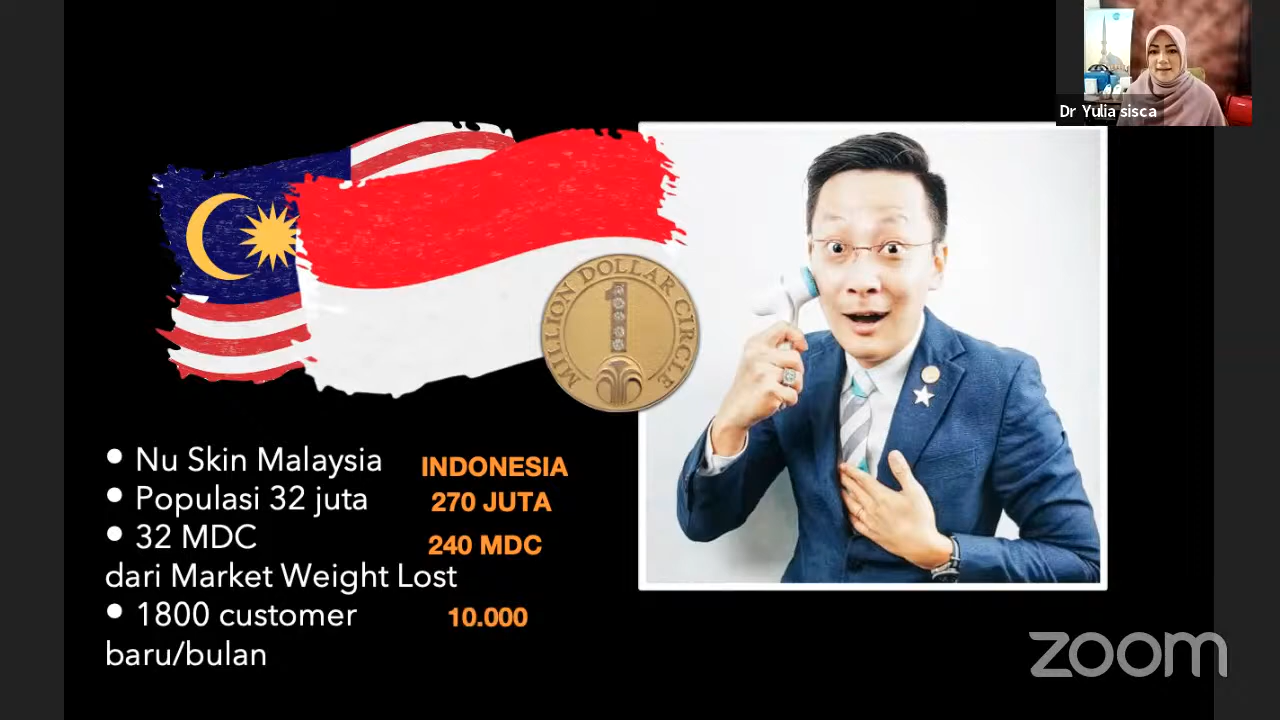 Dr Yulia sisca
MILLION DOLLAR CIRCLE
1
• Nu Skin Malaysia INDONESIA
• Populasi 32 juta 270 JUTA
• 32 MDC 240 MDC
dari Market Weight Lost
• 1800 customer 10.000
baru/bulan
zoom